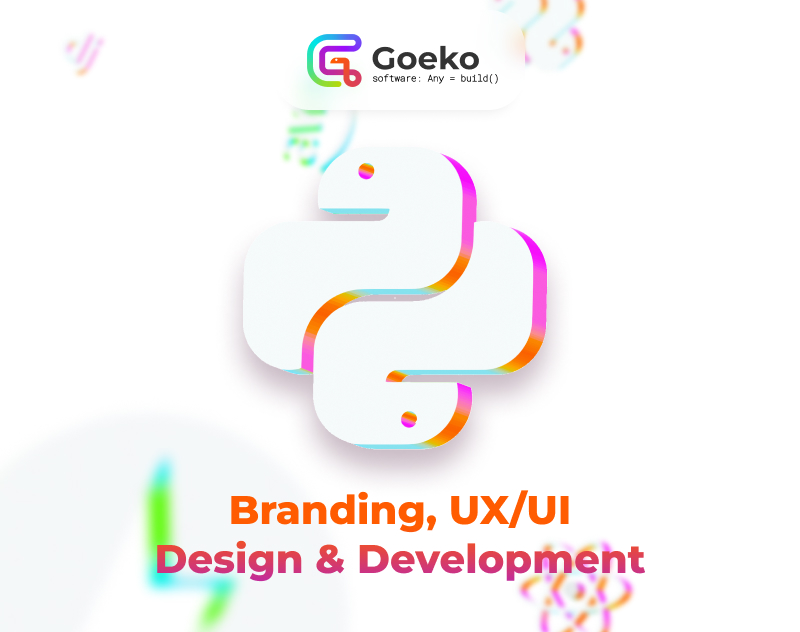 Goeko
software: Any = build()
Branding, UX/UI
Design & Development